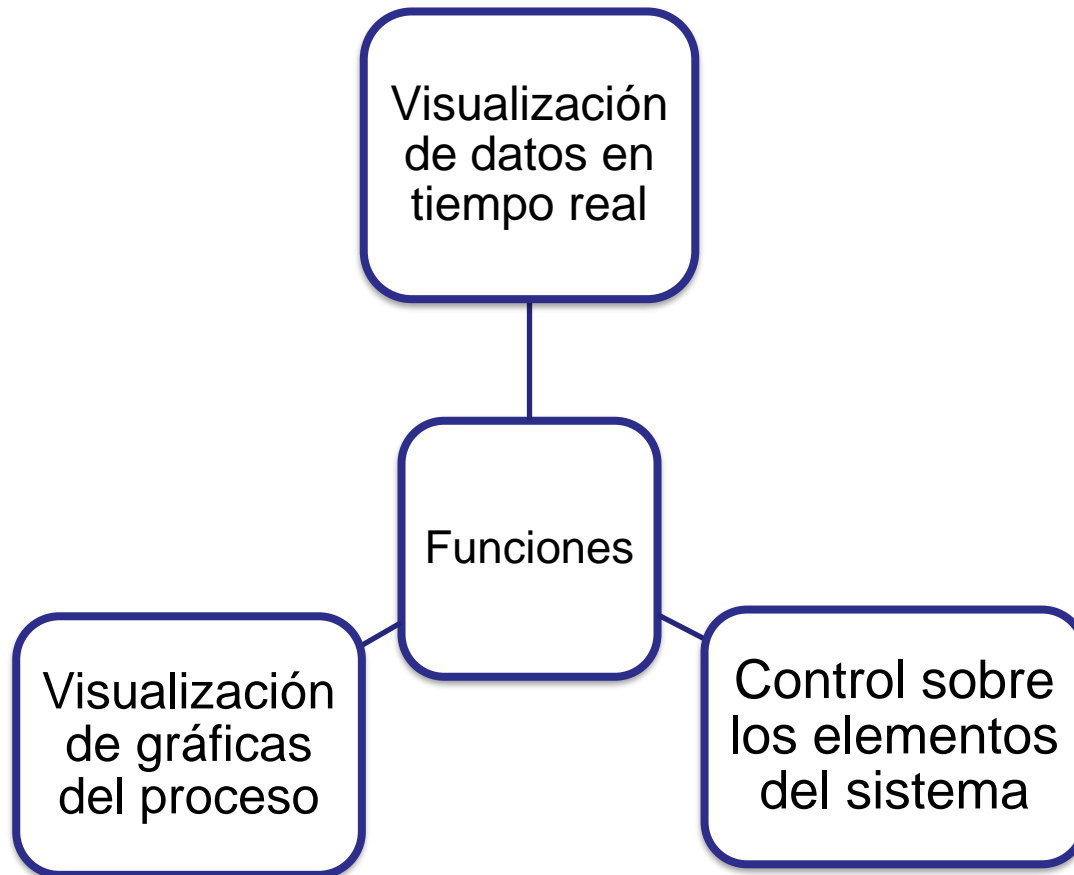 Visualización
de datos en
tiempo real
Funciones
Visualización
de gráficas
del proceso
Control sobre
los elementos
del sistema